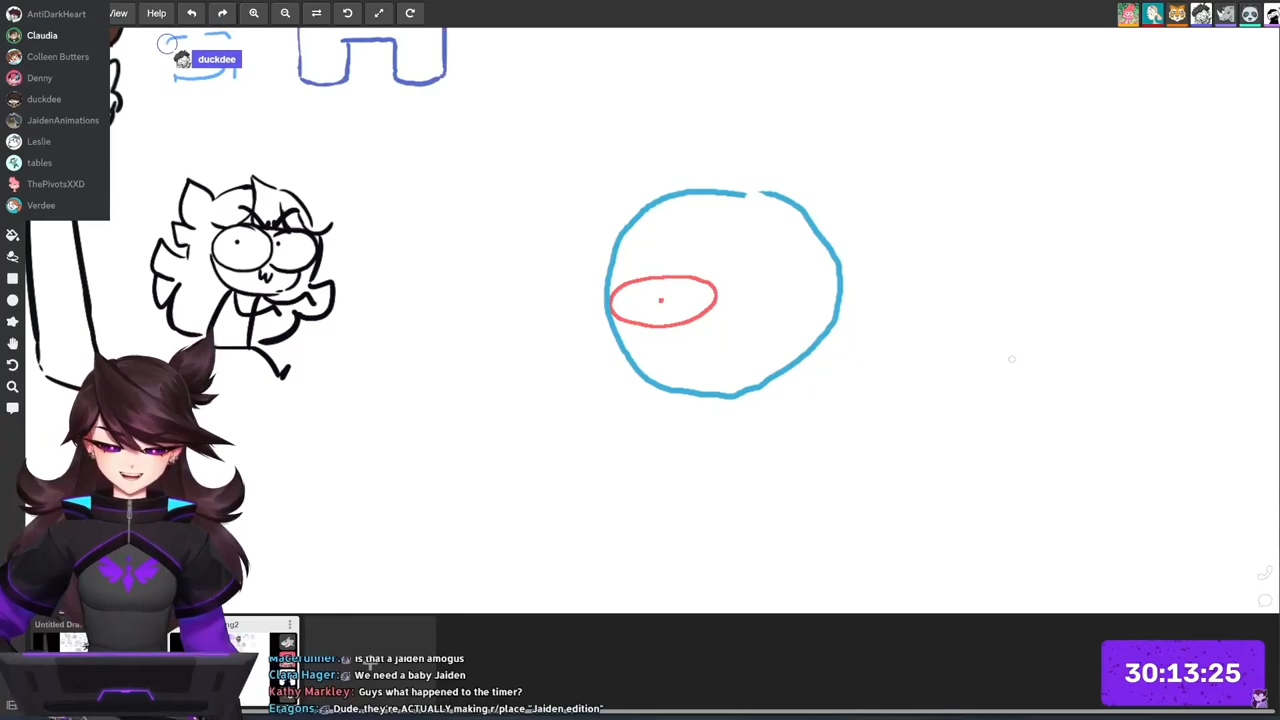 AntiDarkHeart
View
Help
Claudia
Colleen Butters
duckdee
Denny
duckdee
JaidenAnimations
Leslie
tables
ThePivotsXXD
Verdee
Untitled Dra
ng2
Macerunner: is that a jaiden amogus
Clara Hager: We need a baby Jaiden
Kathy Markley: Guys what happened to the timer?
Eragons: Dude, they're ACTUALLY making r/place "Jaiden edition"
30:13:25